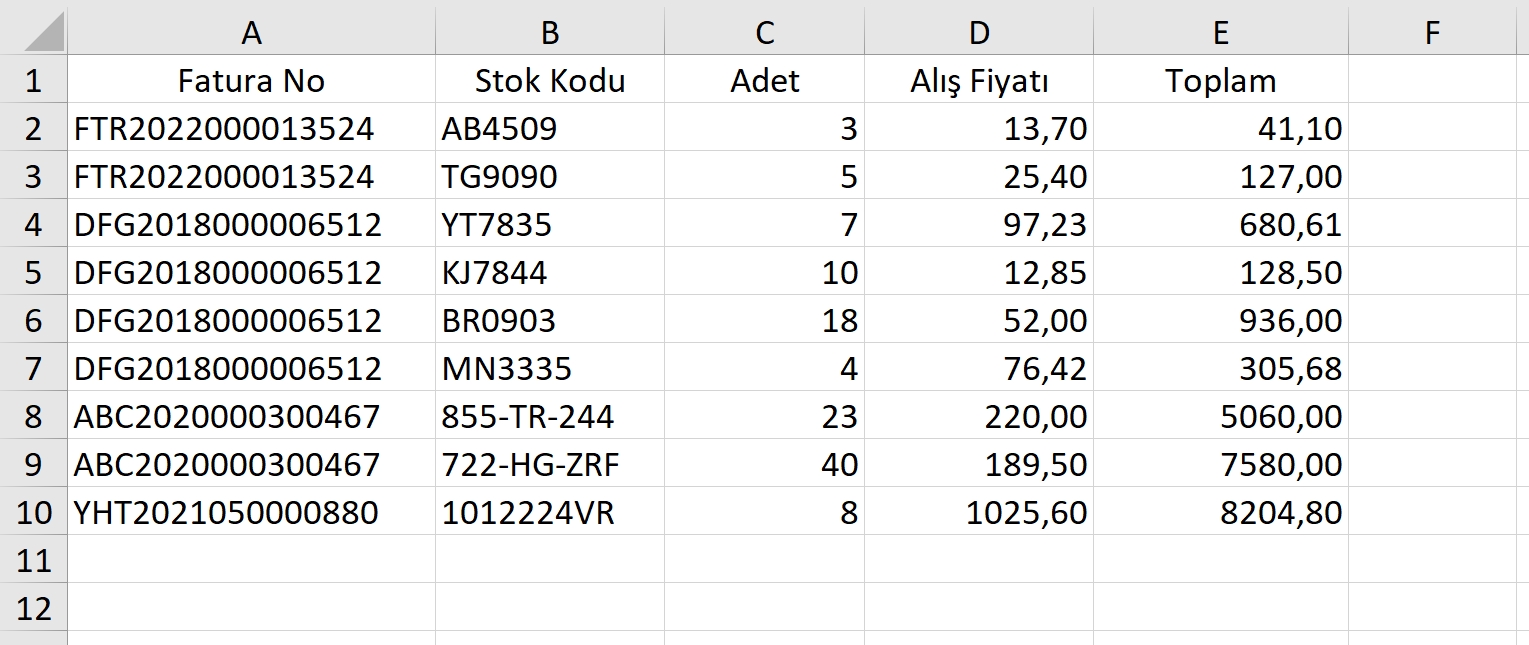 A B C D E F
1 Fatura No Stok Kodu Adet Alış Fiyatı Toplam
2 FTR2022000013524 AB4509 3 13,70 41,10
3 FTR2022000013524 TG9090 5 25,40 127,00
4 DFG2018000006512 YT7835 7 97,23 680,61
5 DFG2018000006512 KJ7844 10 12,85 128,50
6 DFG2018000006512 BR0903 18 52,00 936,00
7 DFG2018000006512 MN3335 4 76,42 305,68
8 ABC2020000300467 855-TR-244 23 220,00 5060,00
9 ABC2020000300467 722-HG-ZRF 40 189,50 7580,00
10 YHT2021050000880 1012224VR 8 1025,60 8204,80
11
12